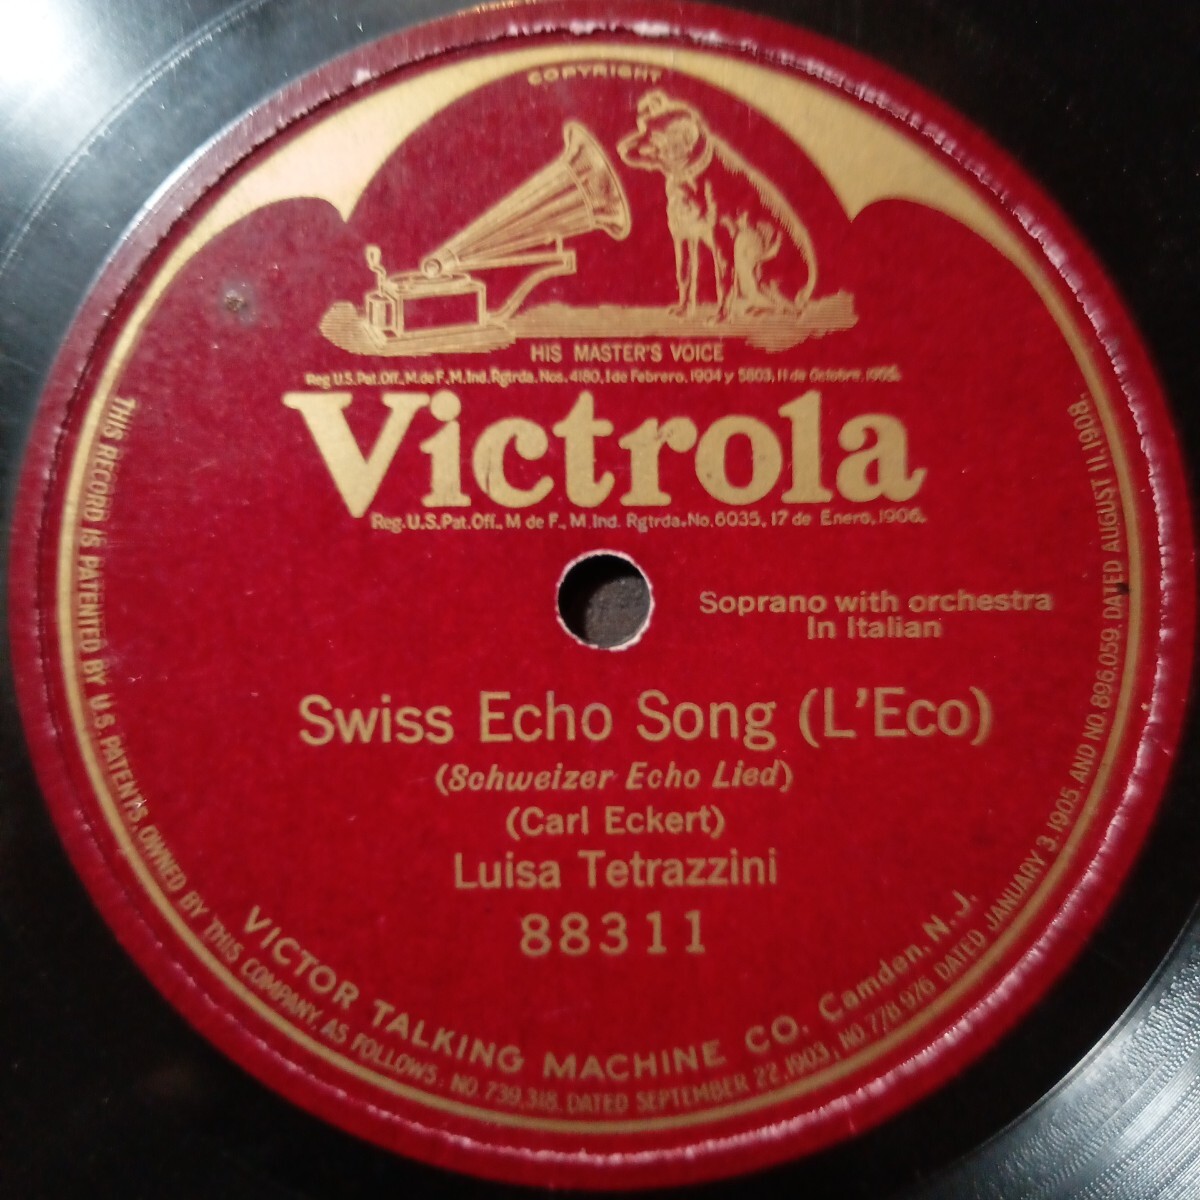 COPYRIGHT
HIS MASTER'S VOICE
Reg. U.S. Pat. Off., M. de F., M. Ind. Rgtrda. Nos. 4180, 1 de Febrero, 1904 y 5803, 11 de Octubre, 1905.
Victrola
Reg. U.S. Pat. Off., M de F., M. Ind. Rgtrda. No. 6035, 17 de Enero, 1906.
Soprano with orchestra
In Italian
Swiss Echo Song (L'Eco)
(Schweizer Echo Lied)
(Carl Eckert)
Luisa Tetrazzini
88311
VICTOR TALKING MACHINE CO. Camden, N. J.
THIS RECORD IS PATENTED BY U.S. PATENTS, OWNED BY THIS COMPANY, AS FOLLOWS: NO. 739,318. DATED SEPTEMBER 22, 1903, NO. 778,976 DATED JANUARY 3, 1905. AND NO. 896,059, DATED AUGUST 11, 1908.